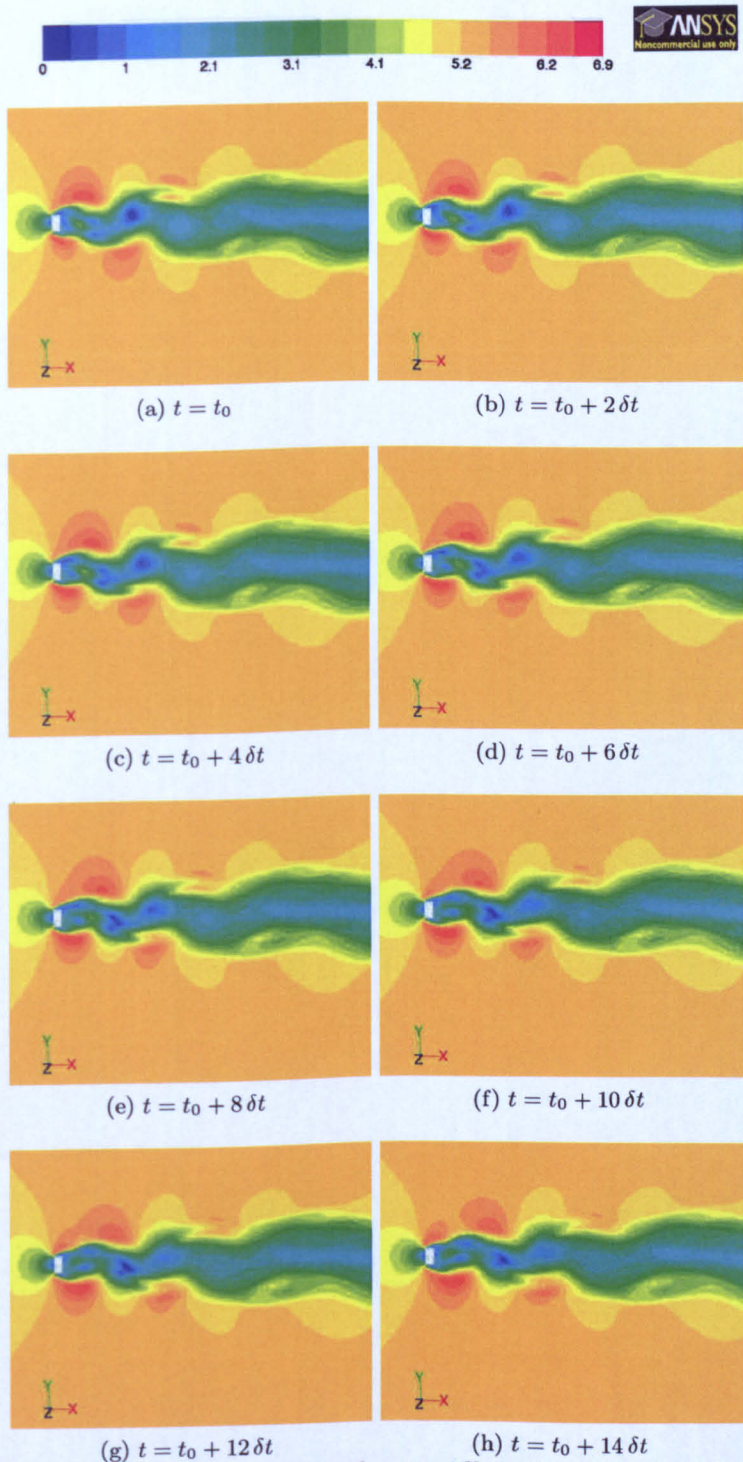 ANSYS
Noncommercial use only
0 1 2.1 3.1 4.1 5.2 6.2 6.9
Y
Z X
Y
Z X
(a) t = t₀
(b) t = t₀ + 2 δt
Y
Z X
Y
Z X
(c) t = t₀ + 4 δt
(d) t = t₀ + 6 δt
Y
Z X
Y
Z X
(e) t = t₀ + 8 δt
(f) t = t₀ + 10 δt
Y
Z X
Y
Z X
(g) t = t₀ + 12 δt
(h) t = t₀ + 14 δt